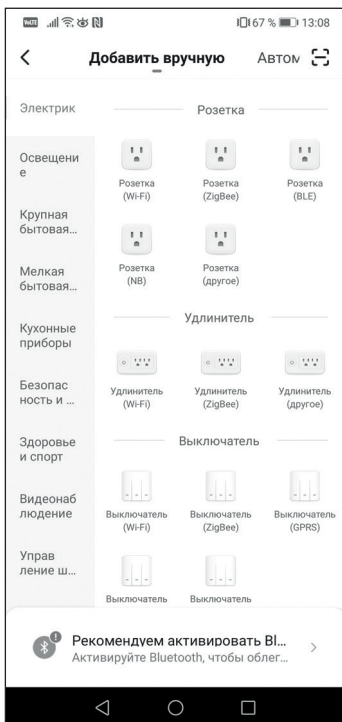 VoLTE 67 % 13:08
Добавить вручную Автом
Электрик
Розетка
Розетка
(Wi-Fi)
Розетка
(ZigBee)
Розетка
(BLE)
Розетка
(NB)
Розетка
(другое)
Удлинитель
Удлинитель
(Wi-Fi)
Удлинитель
(ZigBee)
Удлинитель
(другое)
Выключатель
Выключатель
(Wi-Fi)
Выключатель
(ZigBee)
Выключатель
(GPRS)
Выключатель
Выключатель
Освещени
е
Крупная
бытовая...
Мелкая
бытовая...
Кухонные
приборы
Безопас
ность и ...
Здоровье
и спорт
Видеонаб
людение
Управ
ление ш...
Рекомендуем активировать Bl...
Активируйте Bluetooth, чтобы облег...